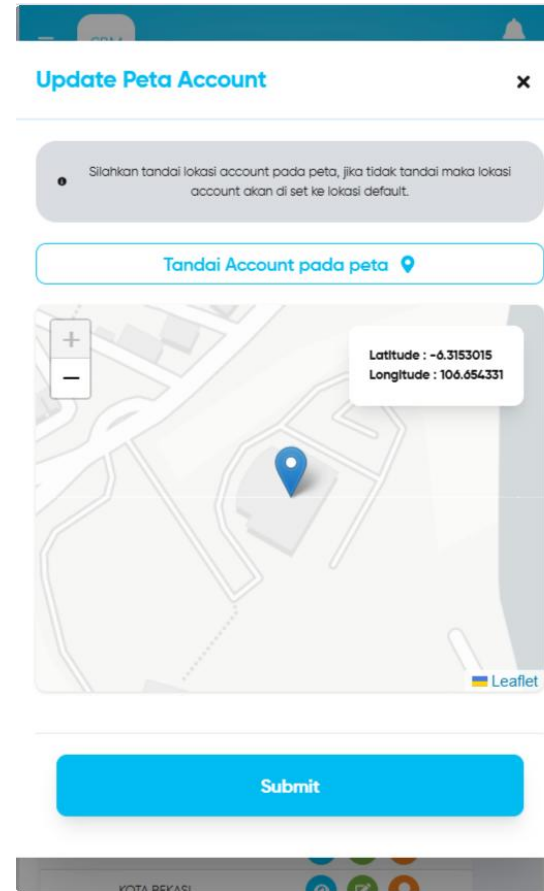 CRM
Update Peta Account
Silahkan tandai lokasi account pada peta, jika tidak tandai maka lokasi
account akan di set ke lokasi default.
Tandai Account pada peta
+
Latitude : -6.3153015
−
Longitude : 106.654331
Leaflet
Submit
KOTA BEKASI